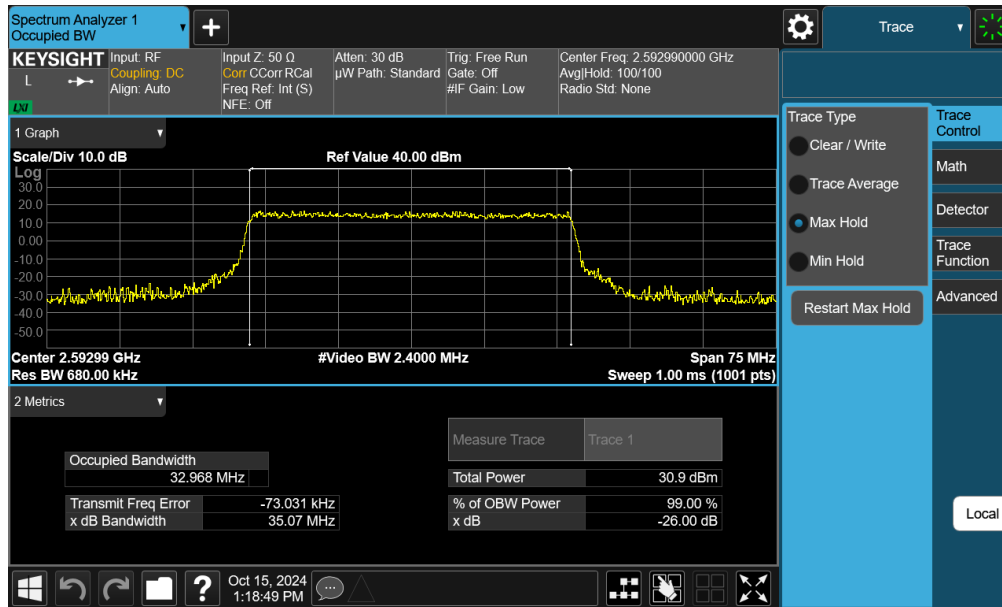 Spectrum Analyzer 1
Occupied BW
Trace
KEYSIGHT
L
LXI
Input: RF
Coupling: DC
Align: Auto
Input Z: 50 Ω
Corr CCorr RCal
Freq Ref: Int (S)
NFE: Off
Atten: 30 dB
µW Path: Standard
Trig: Free Run
Gate: Off
#IF Gain: Low
Center Freq: 2.592990000 GHz
Avg|Hold: 100/100
Radio Std: None
1 Graph
Scale/Div 10.0 dB
Ref Value 40.00 dBm
Log
30.0
20.0
10.0
0.00
-10.0
-20.0
-30.0
-40.0
-50.0
Center 2.59299 GHz
#Video BW 2.4000 MHz
Span 75 MHz
Res BW 680.00 kHz
Sweep 1.00 ms (1001 pts)
2 Metrics
Measure Trace Trace 1
Occupied Bandwidth
32.968 MHz
Total Power 30.9 dBm
Transmit Freq Error -73.031 kHz
% of OBW Power 99.00 %
x dB Bandwidth 35.07 MHz
x dB -26.00 dB
Trace Type
Clear / Write
Trace Average
Max Hold
Min Hold
Restart Max Hold
Trace
Control
Math
Detector
Trace
Function
Advanced
Local
?
Oct 15, 2024
1:18:49 PM